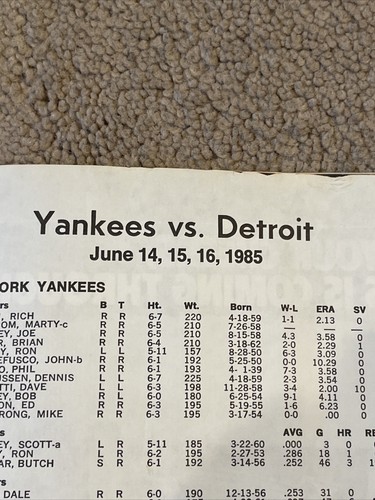 Yankees vs. Detroit
June 14, 15, 16, 1985
ORK YANKEES
rs B T Ht. Wt. Born W-L ERA SV
, RICH R R 6-7 220 4-18-59 1-1 2.13 0
OM, MARTY-c R R 6-5 210 7-26-58 — — —
EY, JOE R R 6-5 210 8-15-58 4-3 3.58 0
R, BRIAN R R 6-4 210 3-18-62 2-0 2.29 1
Y, RON L L 5-11 157 8-28-50 6-3 3.09 0
EFUSCO, JOHN-b R R 6-1 192 5-25-50 0-0 10.29 0
O, PHIL R R 6-1 193 4-1-39 7-3 3.58 0
USSEN, DENNIS L L 6-7 225 4-18-59 2-3 3.54 0
TTI, DAVE L L 6-3 198 11-28-58 3-4 2.00 10
EY, BOB R L 6-0 180 6-25-54 9-1 4.11 0
ON, ED R R 6-3 195 5-19-55 1-6 6.23 0
TRONG, MIKE R R 6-3 195 3-17-54 0-0 .00 0
rs AVG G HR RB
EY, SCOTT-a L R 5-11 185 3-22-60 .000 3 0
Y, RON L R 6-2 195 2-27-53 .286 18 1
AR, BUTCH S R 6-1 192 3-14-56 .252 46 3
rs
DALE R R 6-0 190 12-13-56 .253 31 0